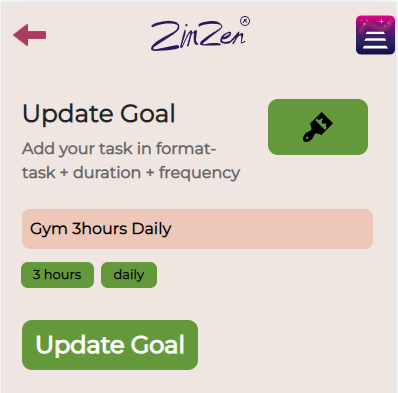 ZinZen®
Update Goal
Add your task in format-
task + duration + frequency
Gym 3hours Daily
3 hours
daily
Update Goal